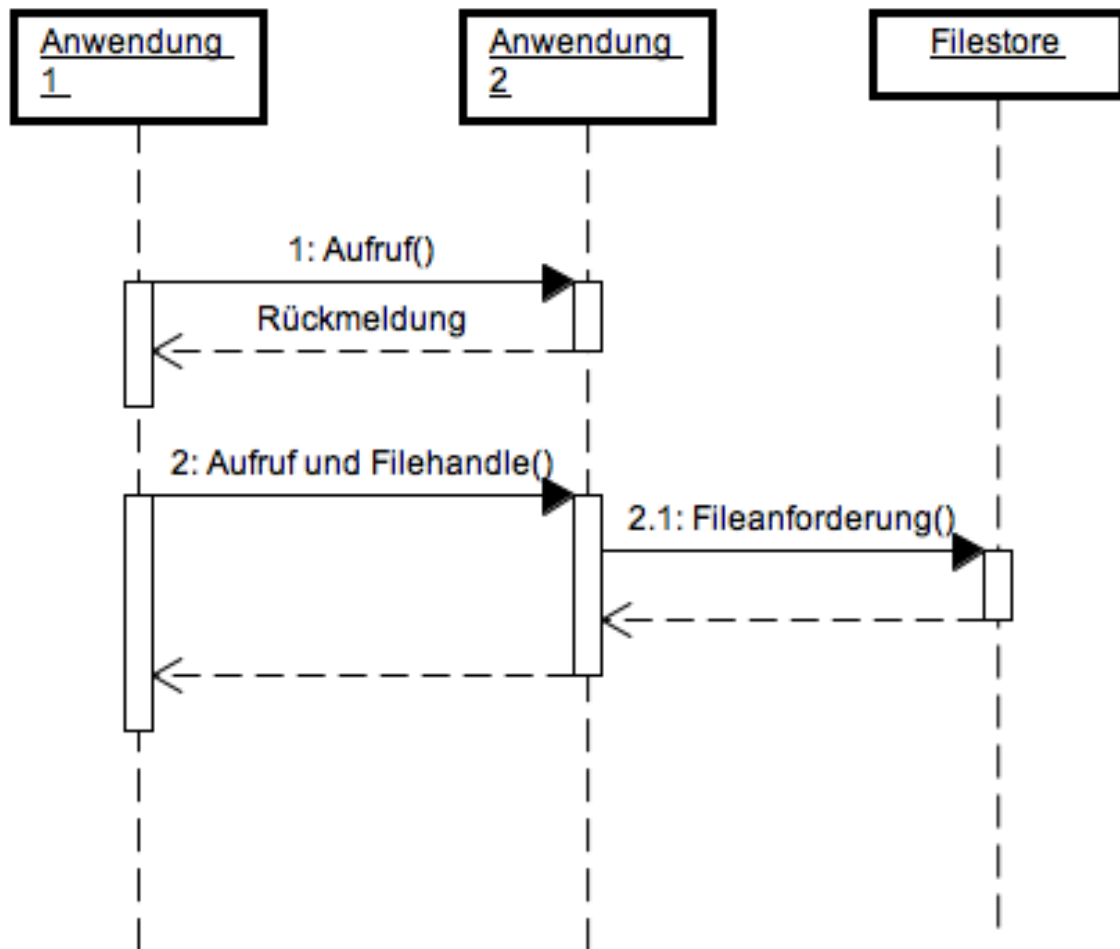 Anwendung
1
Anwendung
2
Filestore
1: Aufruf()
Rückmeldung
2: Aufruf und Filehandle()
2.1: Fileanforderung()